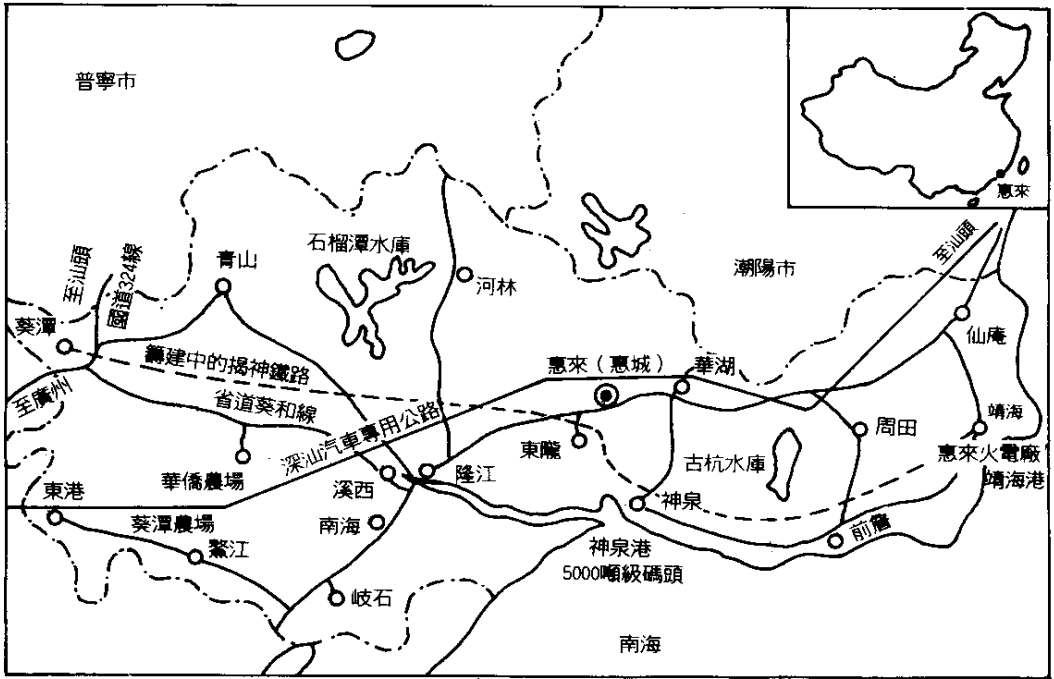 普寧市
惠來
至汕頭
石榴潭水庫
青山
潮陽市
至汕頭
國道324線
河林
仙庵
葵潭
籌建中的揭神鐵路
惠來（惠城）
華湖
至廣州
省道葵和線
靖海
周田
深汕汽車專用公路
東隴
惠來火電廠
古杭水庫
隆江
華僑農場
溪西
靖海港
東港
神泉
葵潭農場
南海
前詹
鰲江
神泉港
5000噸級碼頭
岐石
南海